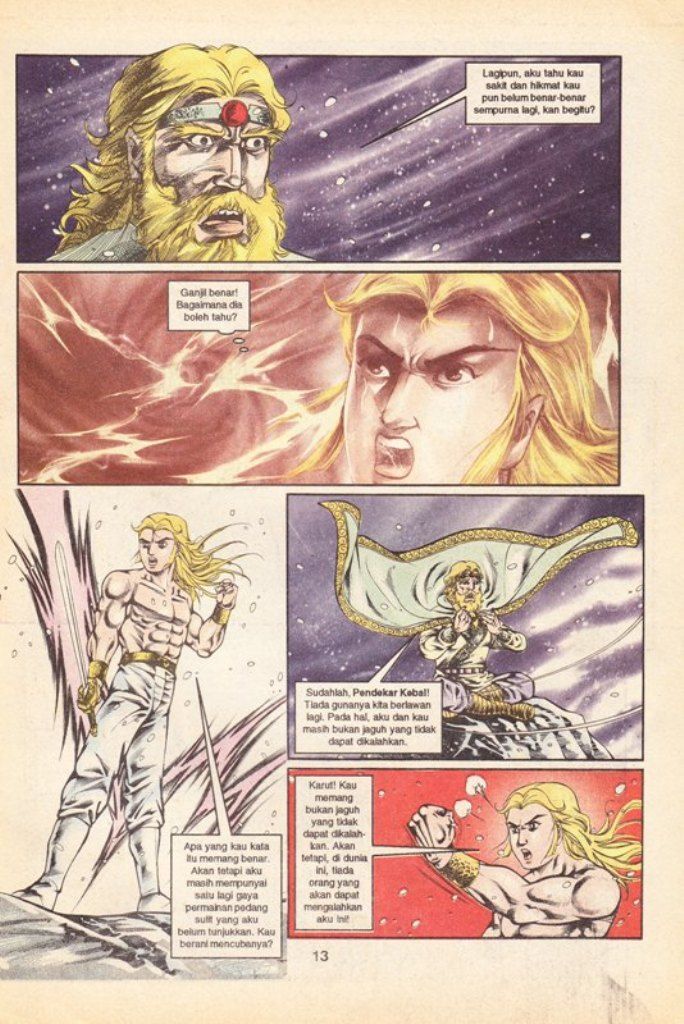 Lagipun, aku tahu kau
sakit dan hikmat kau
pun belum benar-benar
sempurna lagi, kan begitu?
Ganjil benar!
Bagaimana dia
boleh tahu?
Sudahlah, Pendekar Kebal!
Tiada gunanya kita berlawan
lagi. Pada hal, aku dan kau
masih bukan jaguh yang tidak
dapat dikalahkan.
Apa yang kau kata
itu memang benar.
Akan tetapi aku
masih mempunyai
satu lagi gaya
permainan pedang
sulit yang aku
belum tunjukkan. Kau
berani mencubanya?
Karut! Kau
memang
bukan jaguh
yang tidak
dapat dikalah-
kan. Akan
tetapi, di dunia
ini, tiada
orang yang
akan dapat
mengalahkan
aku ini!
13